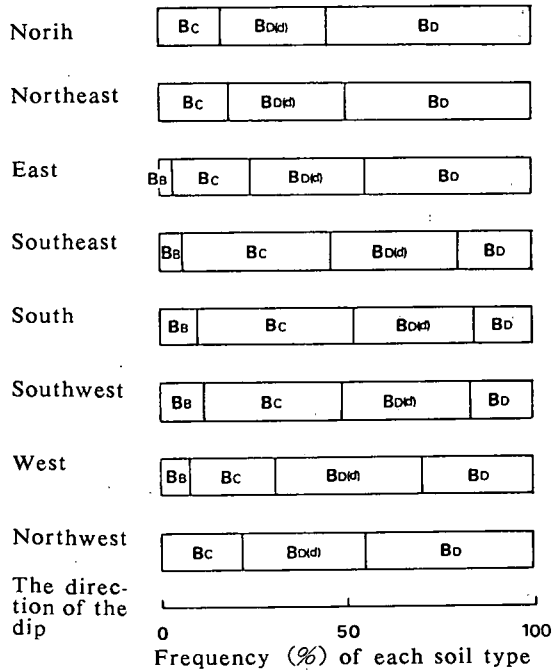 Norih BC BD(d) BD
Northeast BC BD(d) BD
East BB BC BD(d) BD
Southeast BB BC BD(d) BD
South BB BC BD(d) BD
Southwest BB BC BD(d) BD
West BB BC BD(d) BD
Northwest BC BD(d) BD
The direc-
tion of the
dip
0 50 100
Frequency (%) of each soil type